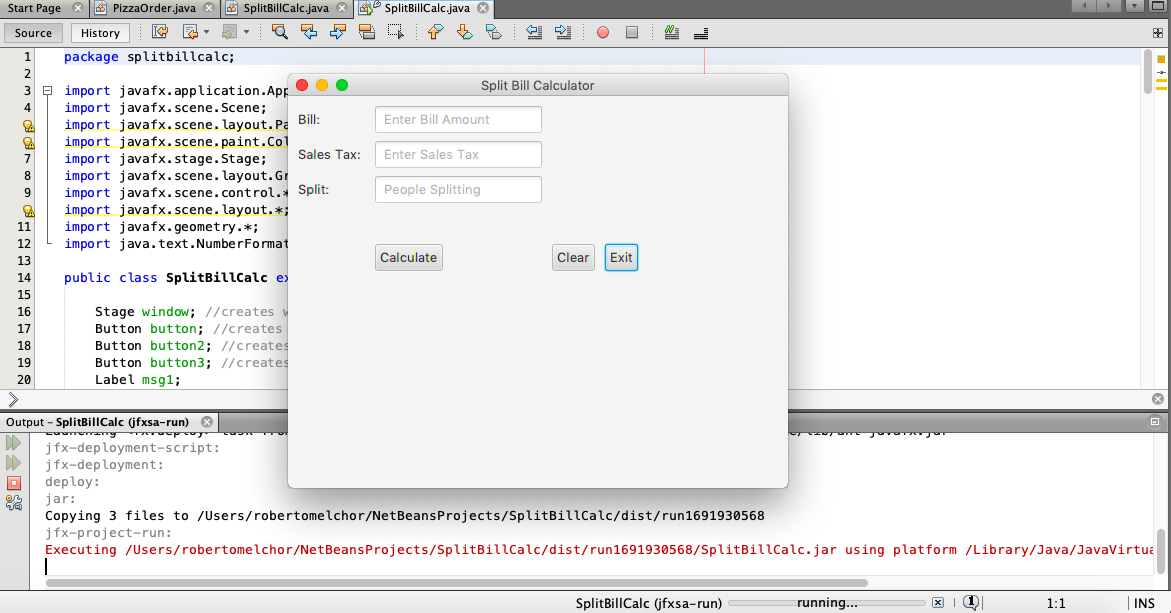 Start Page PizzaOrder.java SplitBillCalc.java SplitBillCalc.java
Source History
1 package splitbillcalc;
2
3 import javafx.application.App
4 import javafx.scene.Scene;
import javafx.scene.layout.Pa
import javafx.scene.paint.Col
7 import javafx.stage.Stage;
8 import javafx.scene.layout.Gr
9 import javafx.scene.control.*
import javafx.scene.layout.*;
11 import javafx.geometry.*;
12 import java.text.NumberFormat
13
14 public class SplitBillCalc ex
15
16 Stage window; //creates w
17 Button button; //creates
18 Button button2; //creates
19 Button button3; //creates
20 Label msg1;
Split Bill Calculator
Bill: Enter Bill Amount
Sales Tax: Enter Sales Tax
Split: People Splitting
Calculate Clear Exit
Output – SplitBillCalc (jfxsa-run)
jfx-deployment-script:
jfx-deployment:
deploy:
jar:
Copying 3 files to /Users/robertomelchor/NetBeansProjects/SplitBillCalc/dist/run1691930568
jfx-project-run:
Executing /Users/robertomelchor/NetBeansProjects/SplitBillCalc/dist/run1691930568/SplitBillCalc.jar using platform /Library/Java/JavaVirtua
SplitBillCalc (jfxsa-run) running... 1 1:1 INS